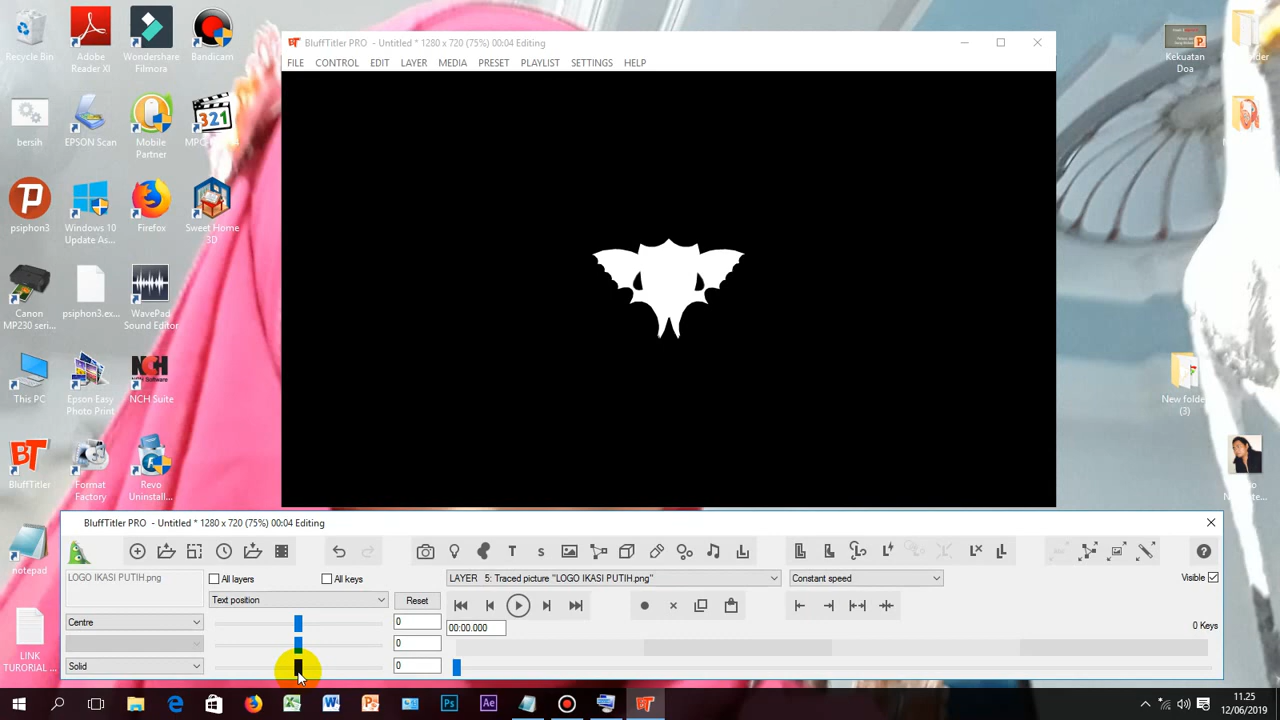 Recycle Bin
Adobe
Reader XI
Wondershare
Filmora
Bandicam
bersih
EPSON Scan
Mobile
Partner
psiphon3
Windows 10
Update As...
Firefox
Sweet Home
3D
Canon
MP230 seri...
psiphon3.ex...
WavePad
Sound Editor
This PC
Epson Easy
Photo Print
NCH Suite
BluffTitler
Format
Factory
Revo
Uninstall...
notepad
LINK
TURORIAL ...
Kekuatan
Doa
New folder
(3)
BluffTitler PRO - Untitled * 1280 x 720 (75%) 00:04 Editing
FILE CONTROL EDIT LAYER MEDIA PRESET PLAYLIST SETTINGS HELP
BluffTitler PRO - Untitled * 1280 x 720 (75%) 00:04 Editing
LOGO IKASI PUTIH.png
All layers
All keys
LAYER 5: Traced picture "LOGO IKASI PUTIH.png"
Constant speed
Visible
Text position
Reset
Centre
0
00:00.000
0 Keys
0
Solid
0
11.25
12/06/2019